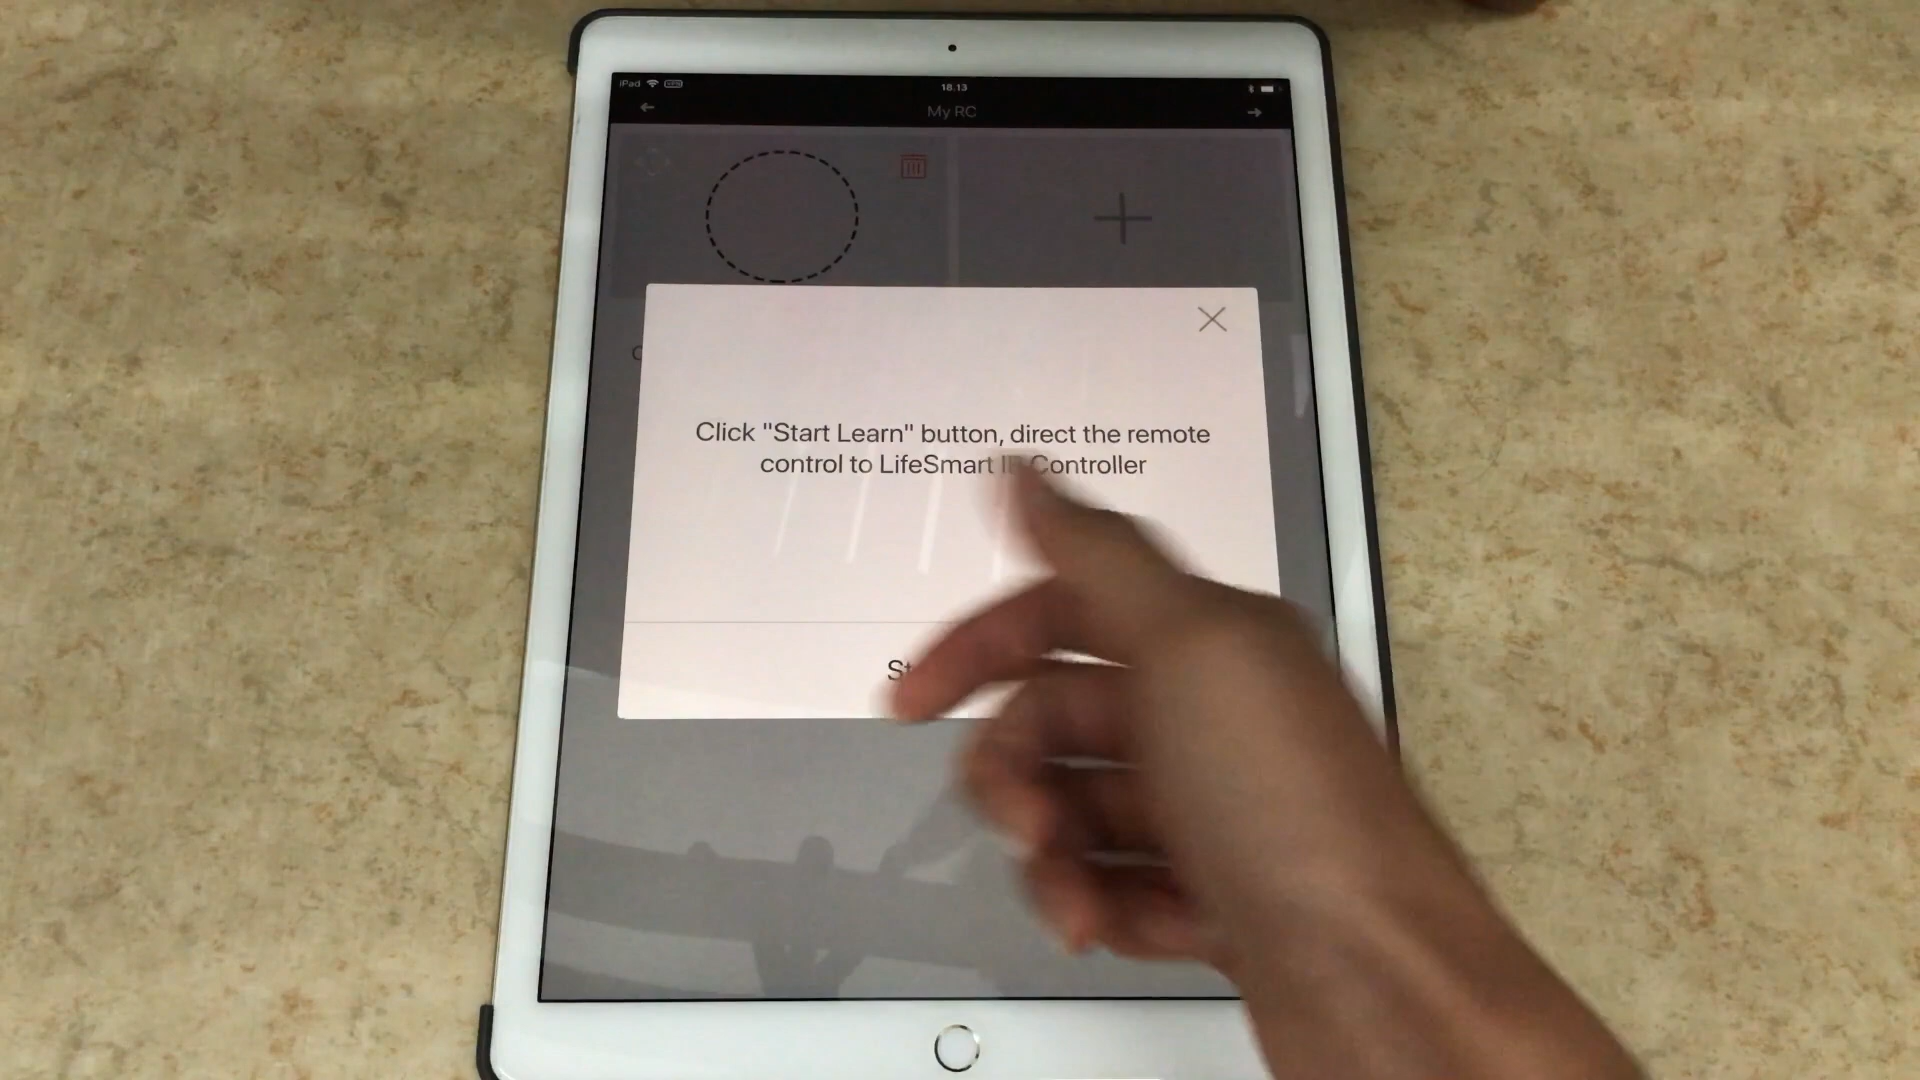 iPad
18.13
My RC
Click "Start Learn" button, direct the remote
control to LifeSmart Controller